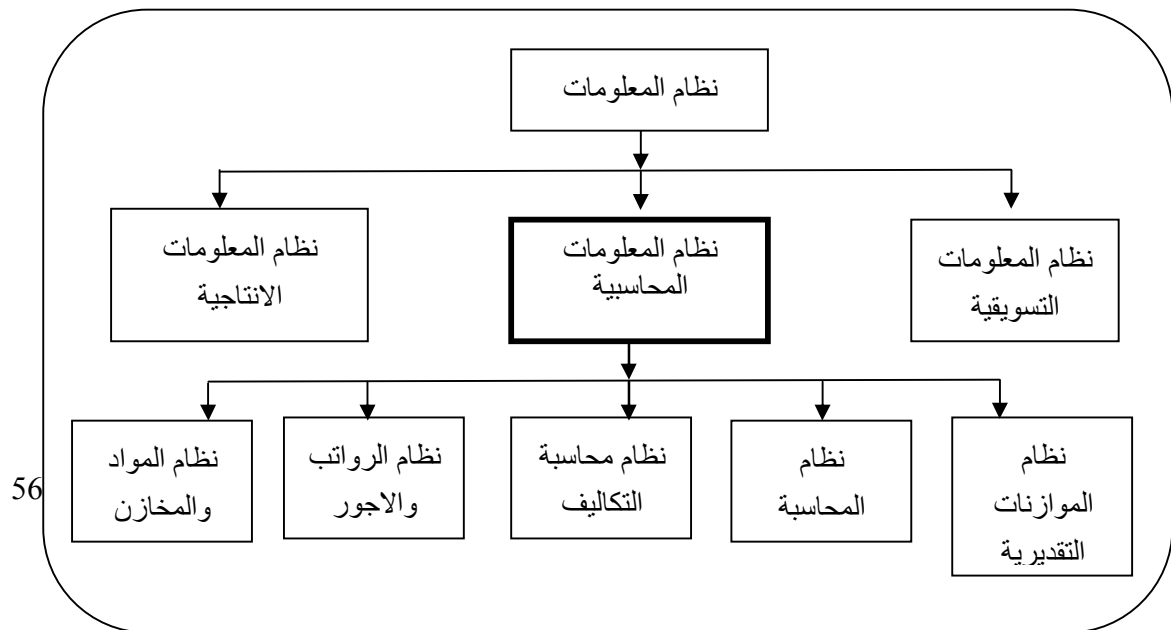 نظام المعلومات
نظام المعلومات
التسويقية
نظام المعلومات
المحاسبية
نظام المعلومات
الانتاجية
نظام
الموازنات
التقديرية
نظام
المحاسبة
نظام محاسبة
التكاليف
نظام الرواتب
والاجور
نظام المواد
والمخازن
56